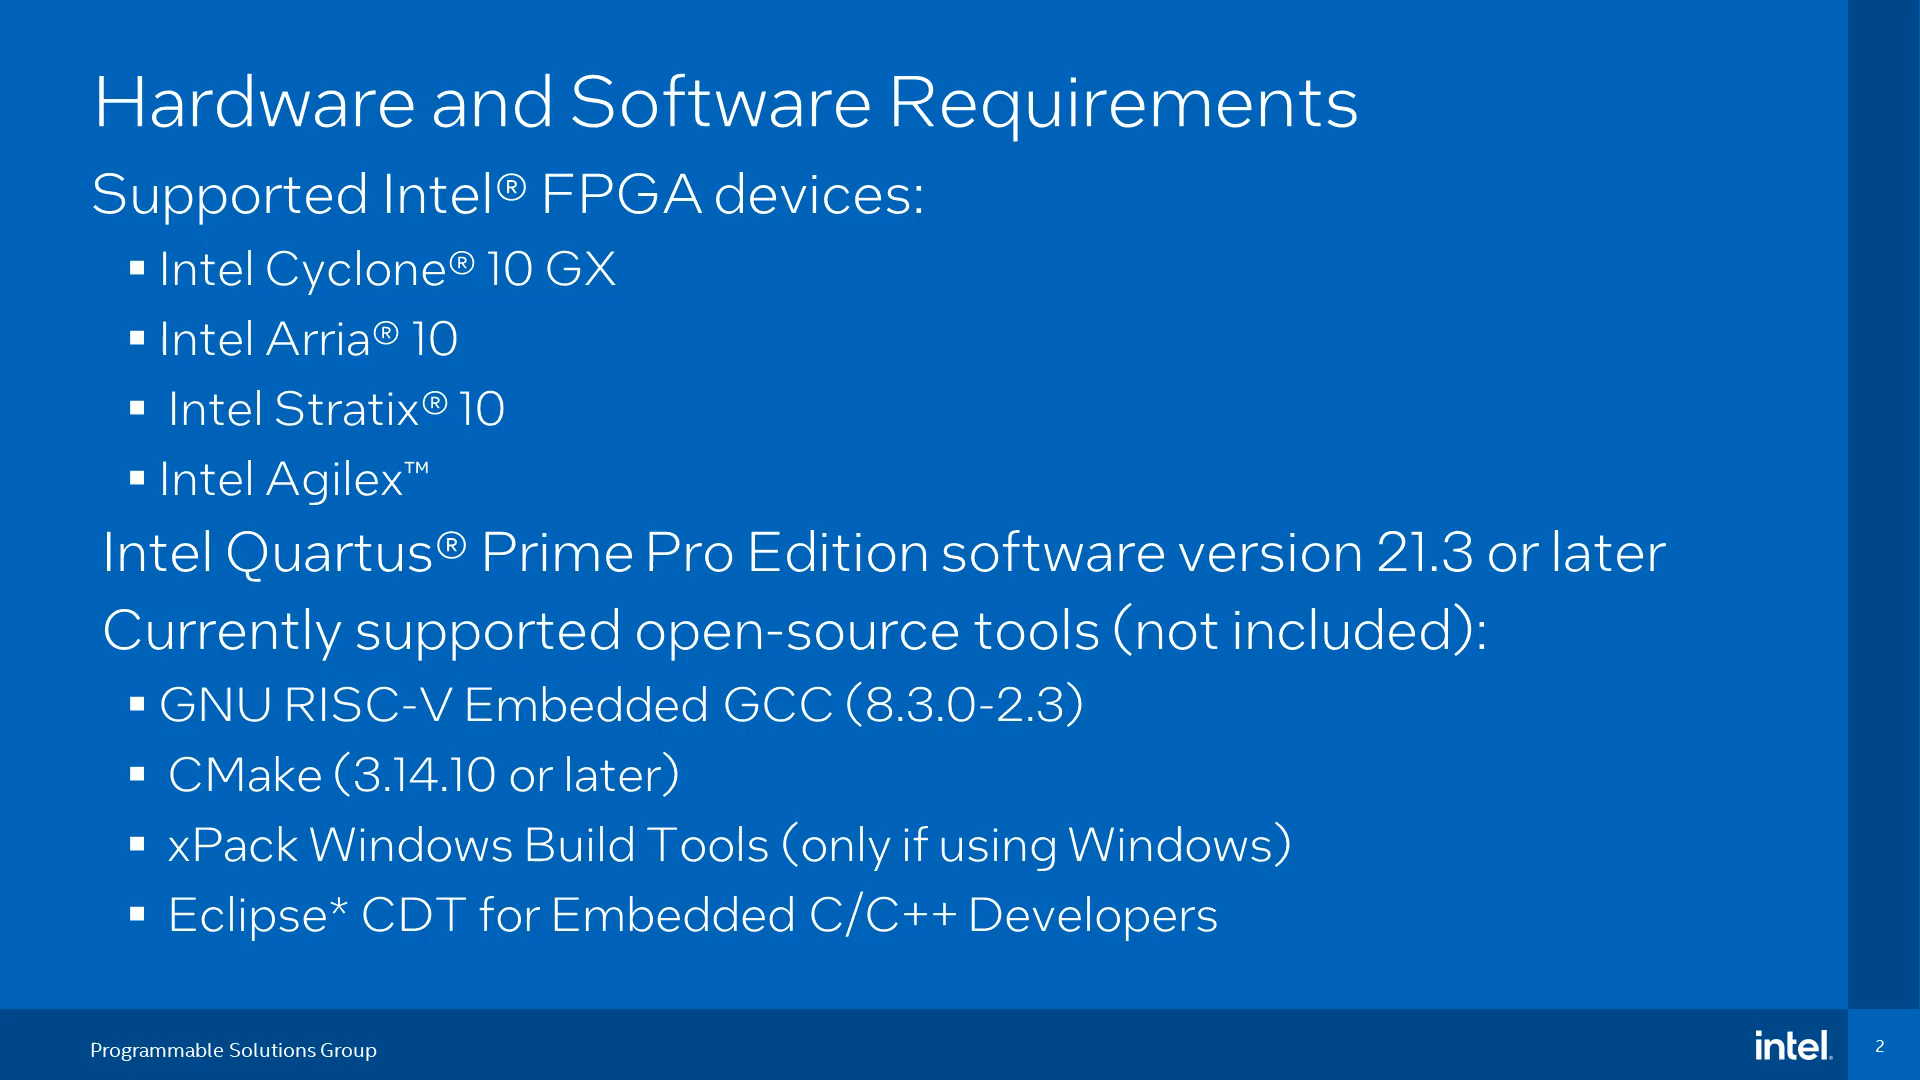 Hardware and Software Requirements
Supported Intel® FPGA devices:
▪ Intel Cyclone® 10 GX
▪ Intel Arria® 10
▪ Intel Stratix® 10
▪ Intel Agilex™
Intel Quartus® Prime Pro Edition software version 21.3 or later
Currently supported open-source tools (not included):
▪ GNU RISC-V Embedded GCC (8.3.0-2.3)
▪ CMake (3.14.10 or later)
▪ xPack Windows Build Tools (only if using Windows)
▪ Eclipse* CDT for Embedded C/C++ Developers
Programmable Solutions Group
intel.
2